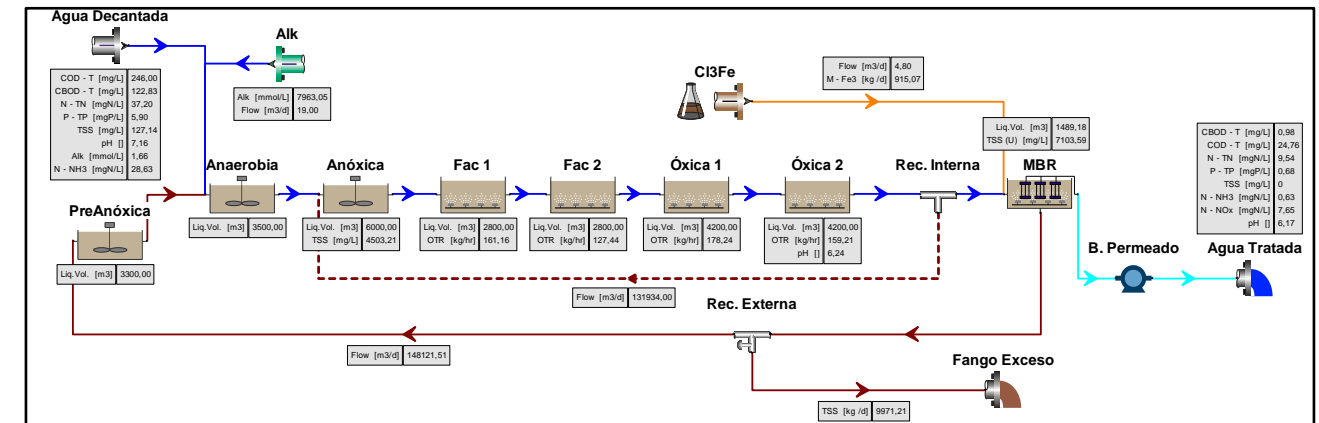 Agua Decantada
COD - T [mg/L] 246,00
CBOD - T [mg/L] 122,83
N - TN [mgN/L] 37,20
P - TP [mgP/L] 5,90
TSS [mg/L] 127,14
pH [] 7,16
Alk [mmol/L] 1,66
N - NH3 [mgN/L] 28,63
Alk
Alk [mmol/L] 7963,05
Flow [m3/d] 19,00
Cl3Fe
Flow [m3/d] 4,80
M - Fe3 [kg /d] 915,07
Liq.Vol. [m3] 1489,18
TSS (U) [mg/L] 7103,59
CBOD - T [mg/L] 0,98
COD - T [mg/L] 24,76
N - TN [mgN/L] 9,54
P - TP [mgP/L] 0,68
TSS [mg/L] 0
N - NH3 [mgN/L] 0,63
N - NOx [mgN/L] 7,65
pH [] 6,17
Anaerobia
Liq.Vol. [m3] 3500,00
Anóxica
Liq.Vol. [m3] 6000,00
TSS [mg/L] 4503,21
Fac 1
Liq.Vol. [m3] 2800,00
OTR [kg/hr] 161,16
Fac 2
Liq.Vol. [m3] 2800,00
OTR [kg/hr] 127,44
Óxica 1
Liq.Vol. [m3] 4200,00
OTR [kg/hr] 178,24
Óxica 2
Liq.Vol. [m3] 4200,00
OTR [kg/hr] 159,21
pH [] 6,24
Rec. Interna
MBR
PreAnóxica
Liq.Vol. [m3] 3300,00
B. Permeado
Agua Tratada
Flow [m3/d] 131934,00
Rec. Externa
Flow [m3/d] 148121,51
Fango Exceso
TSS [kg /d] 9971,21